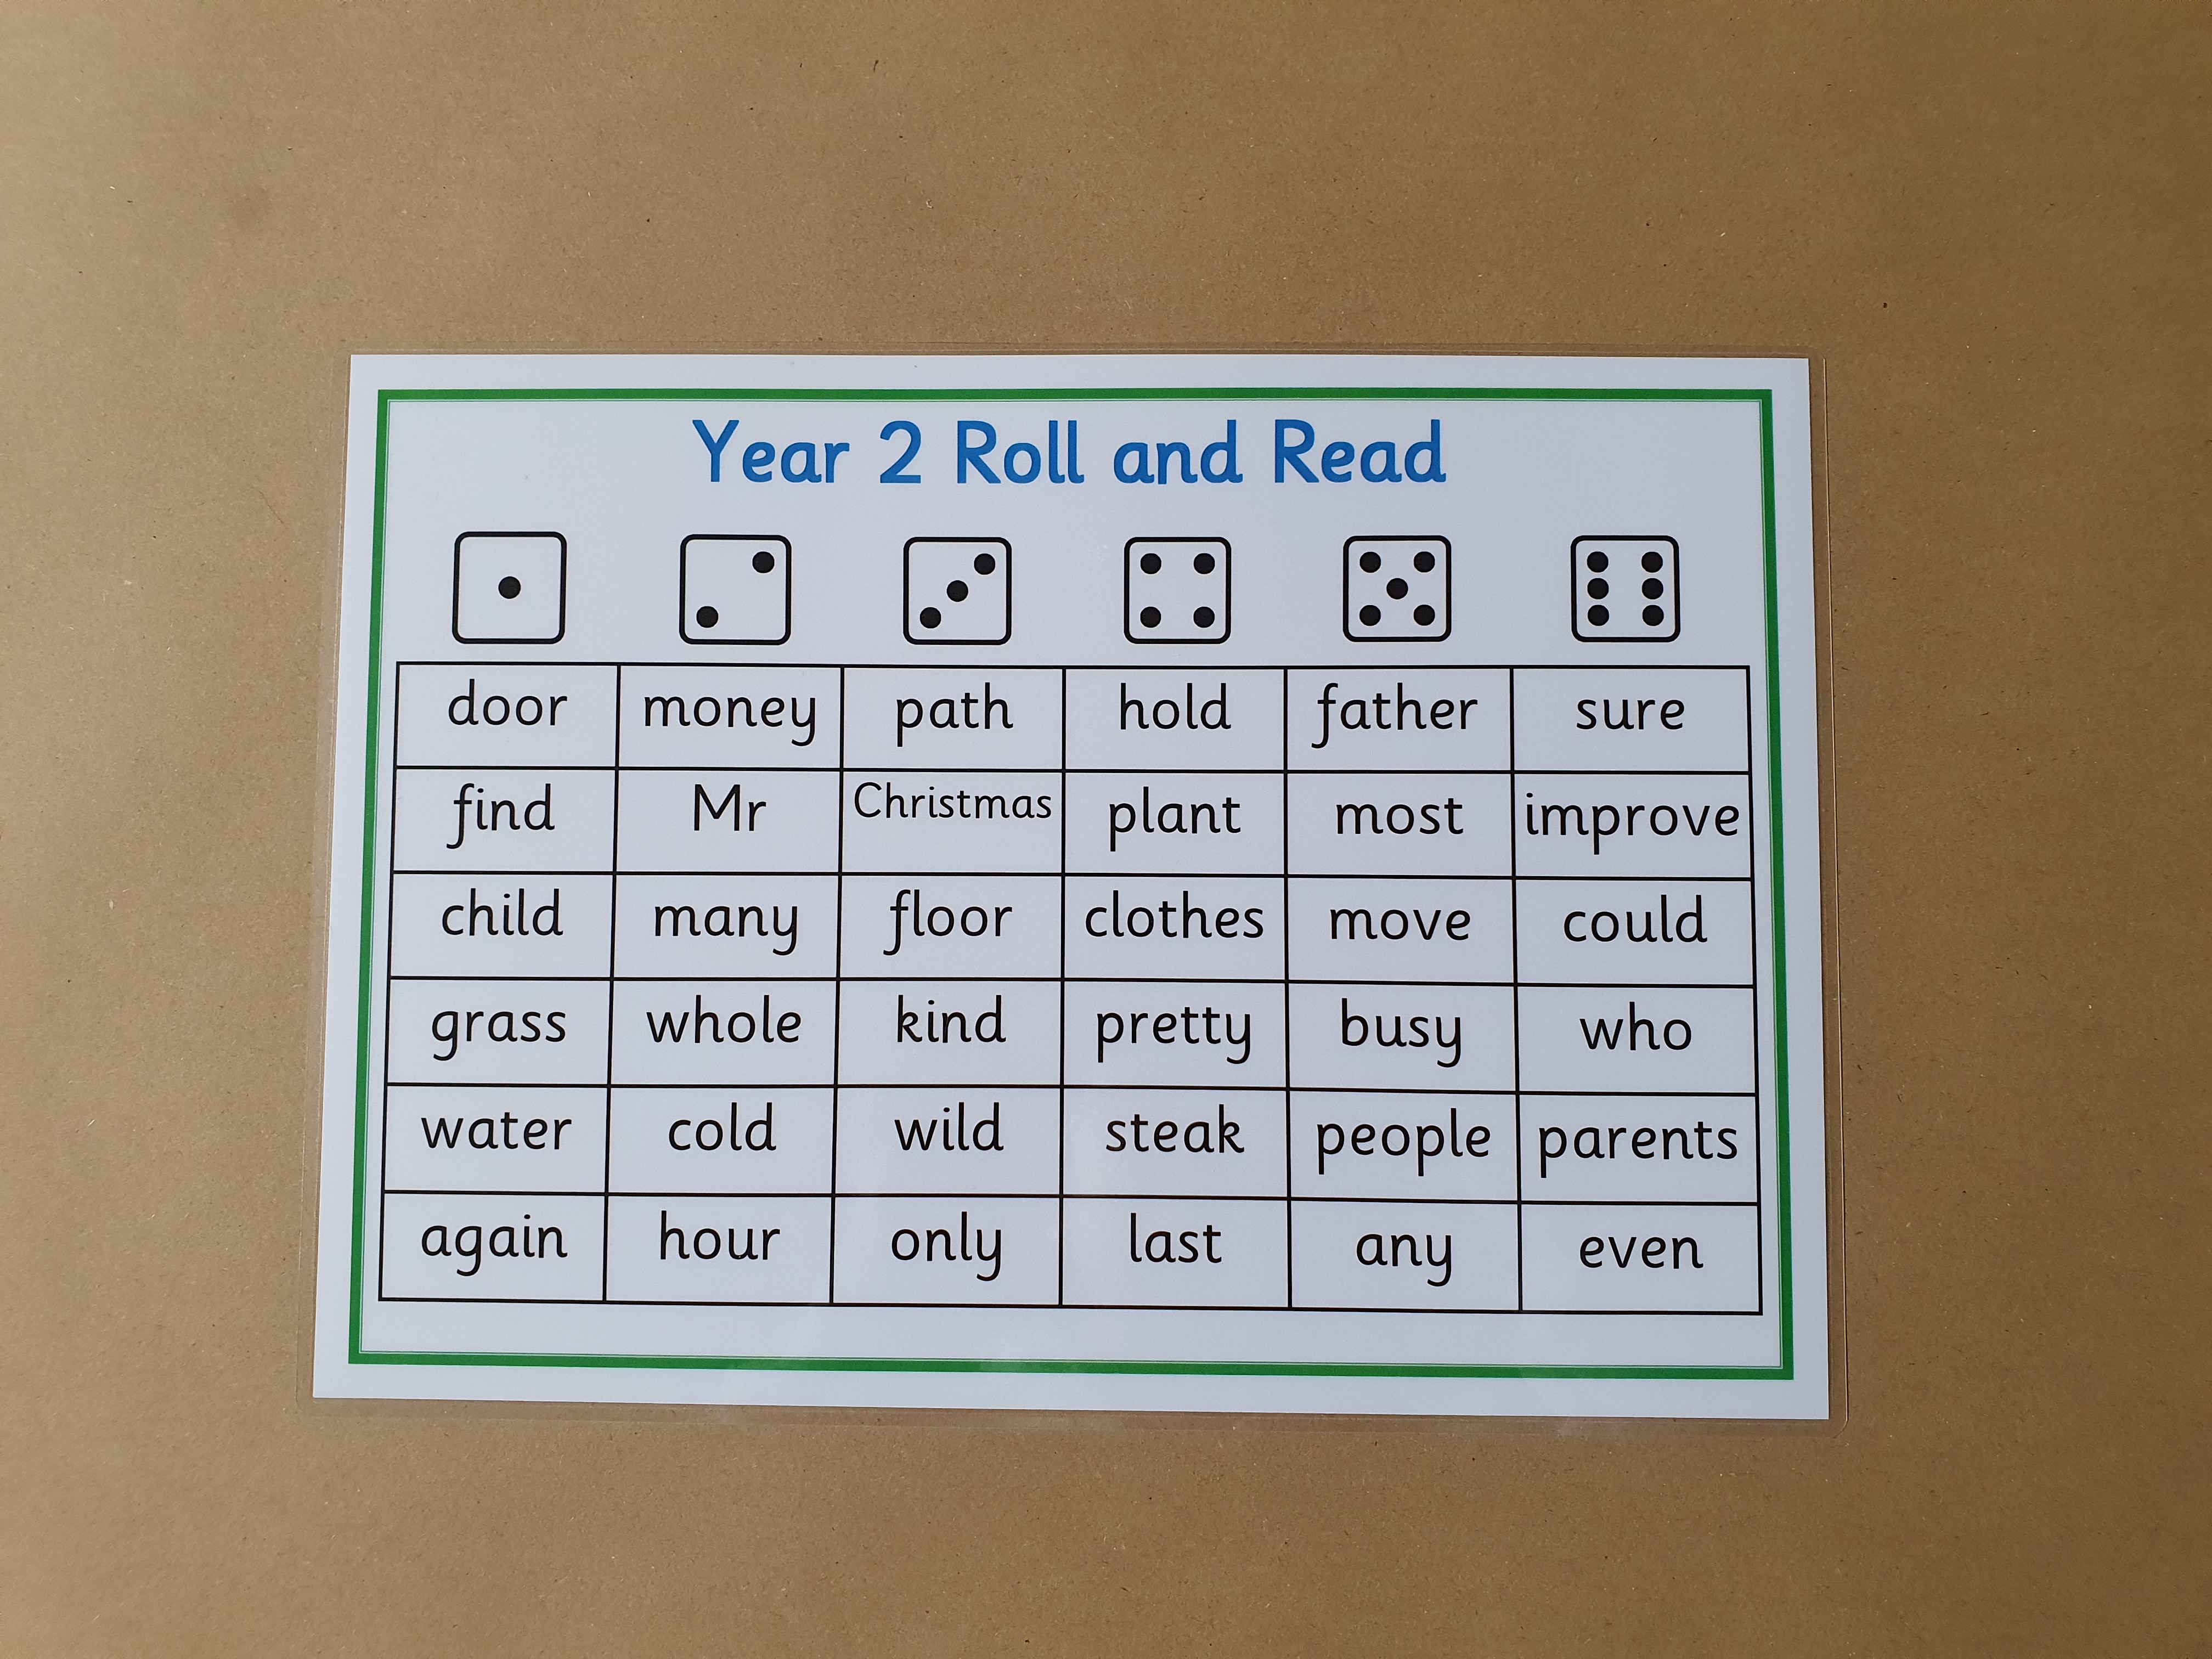 Year 2 Roll and Read
door money path hold father sure
find Mr Christmas plant most improve
child many floor clothes move could
grass whole kind pretty busy who
water cold wild steak people parents
again hour only last any even